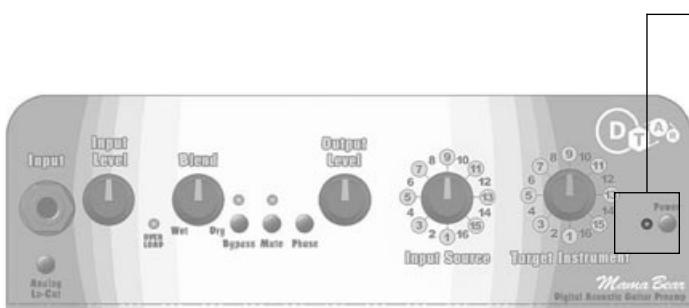 DTAR
Input
Input
Level
Blend
Output
Level
Power
OVER
LOAD
Wet
Dry
Bypass
Mute
Phase
Analog
Lo-Cut
1 2 3 4 5 6 7 8 9 10 11 12 13 14 15 16
Input Source
1 2 3 4 5 6 7 8 9 10 11 12 13 14 15 16
Target Instrument
Mama Bear
Digital Acoustic Guitar Preamp